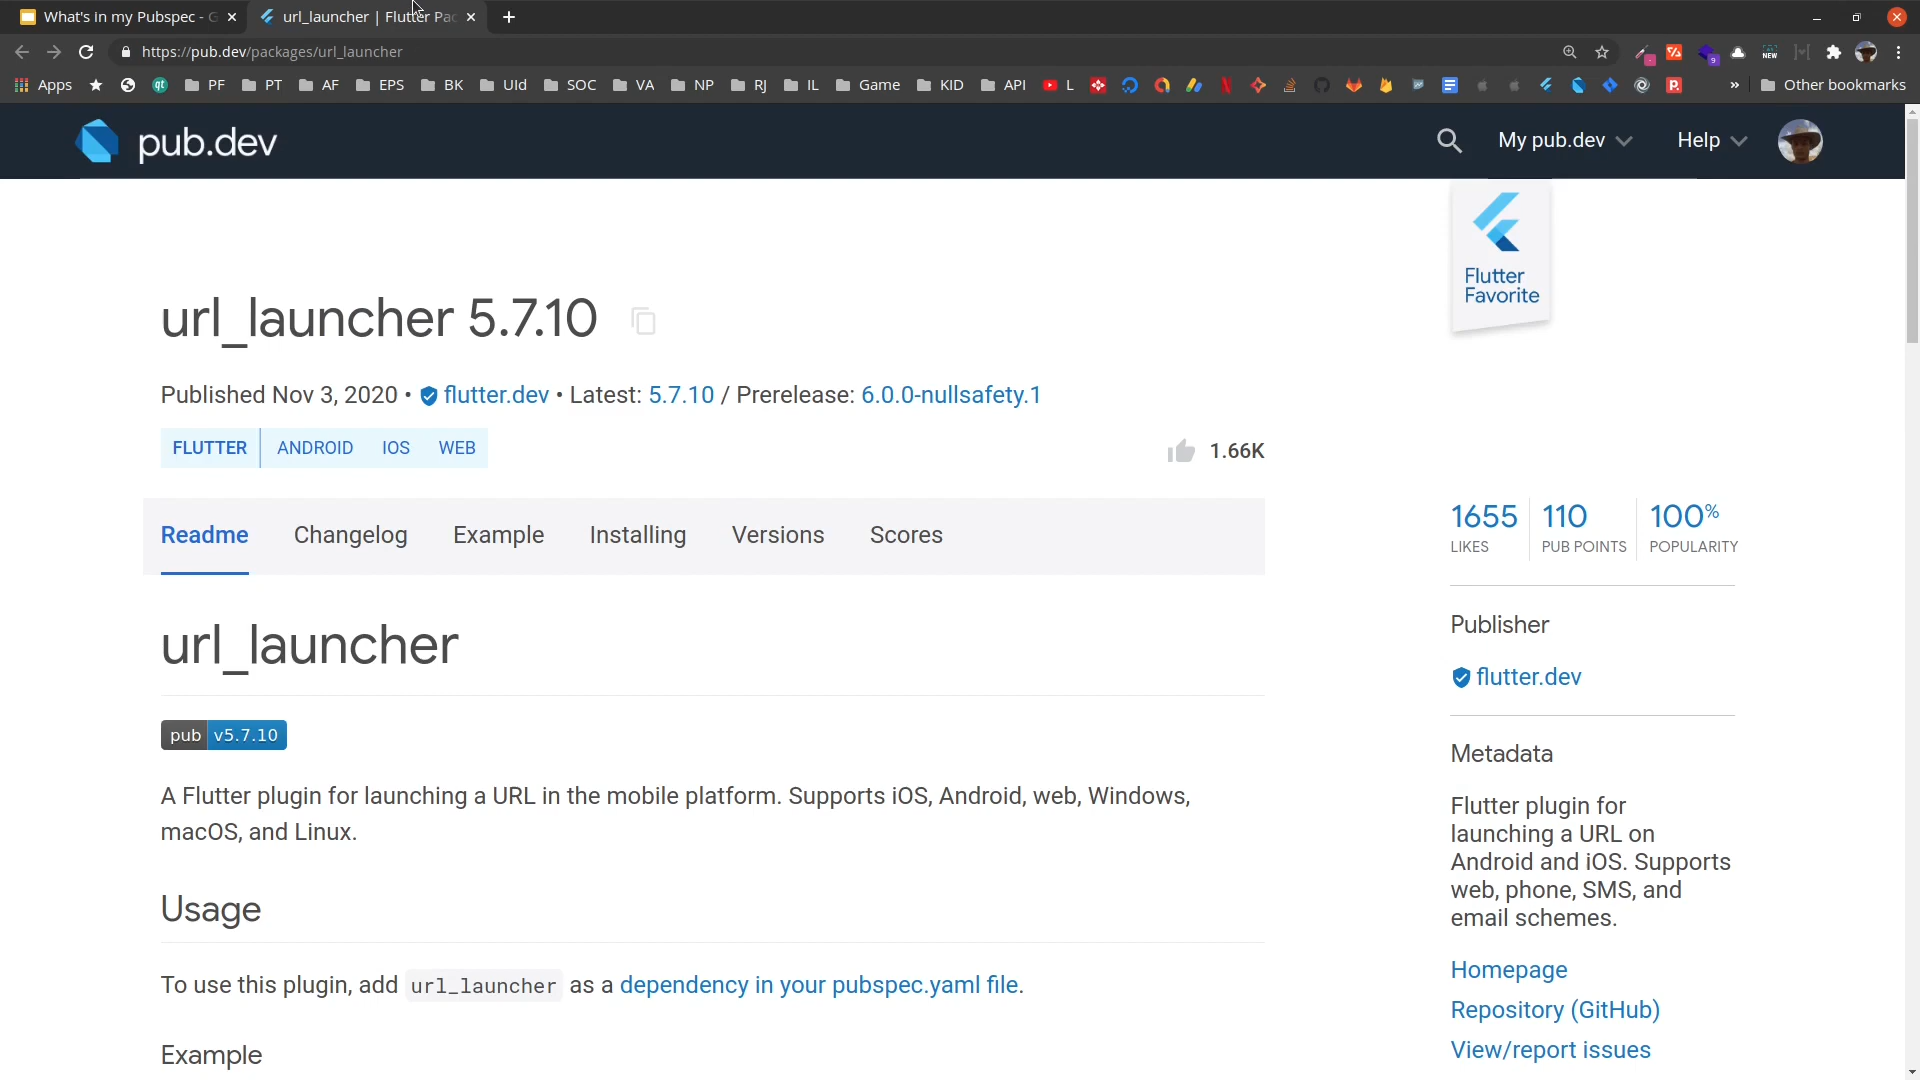 What's in my Pubspec - G
url_launcher | Flutter Pac
https://pub.dev/packages/url_launcher
9
NEW
Apps
PF
PT
AF
EPS
BK
UId
SOC
VA
NP
RJ
IL
Game
KID
API
L
Other bookmarks
pub.dev
My pub.dev
Help
Flutter
Favorite
url_launcher 5.7.10
Published Nov 3, 2020 • flutter.dev • Latest: 5.7.10 / Prerelease: 6.0.0-nullsafety.1
FLUTTER ANDROID IOS WEB
1.66K
Readme Changelog Example Installing Versions Scores
1655
LIKES
110
PUB POINTS
100%
POPULARITY
url_launcher
pub v5.7.10
A Flutter plugin for launching a URL in the mobile platform. Supports iOS, Android, web, Windows,
macOS, and Linux.
Usage
To use this plugin, add url_launcher as a dependency in your pubspec.yaml file.
Example
Publisher
flutter.dev
Metadata
Flutter plugin for
launching a URL on
Android and iOS. Supports
web, phone, SMS, and
email schemes.
Homepage
Repository (GitHub)
View/report issues